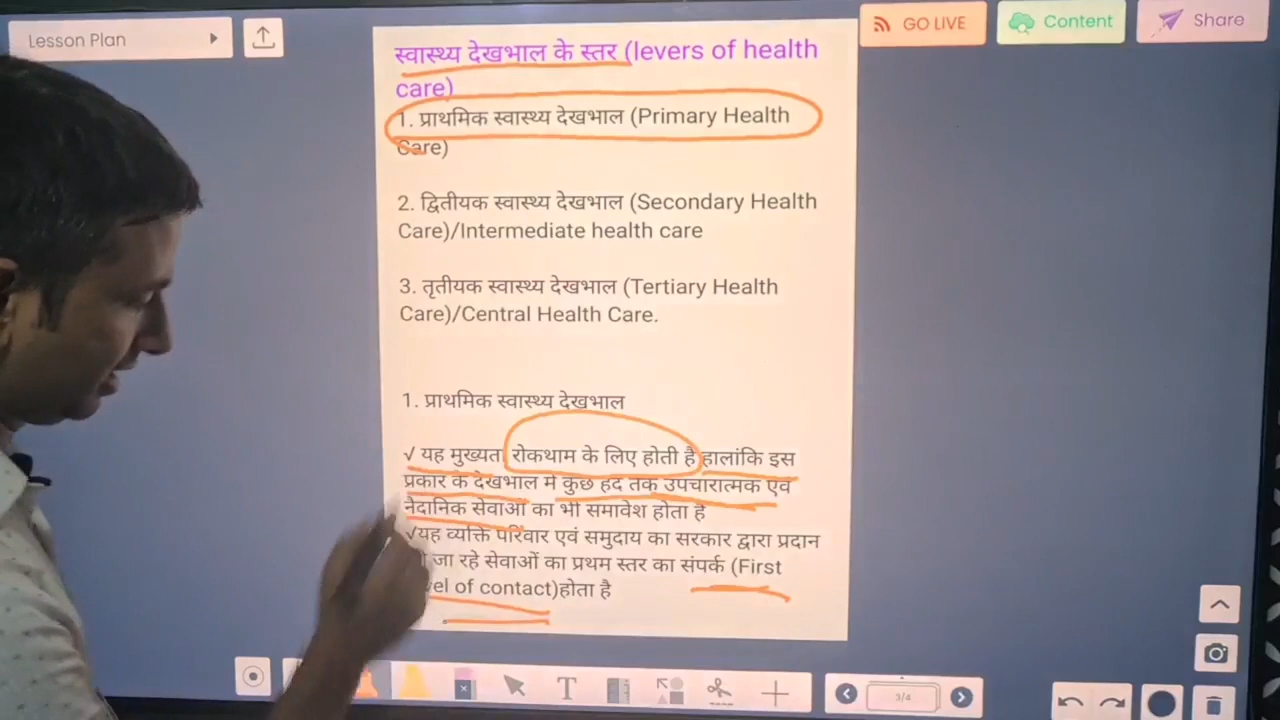 Lesson Plan
GO LIVE
Content
Share
स्वास्थ्य देखभाल के स्तर (levers of health
care)
1. प्राथमिक स्वास्थ्य देखभाल (Primary Health
Care)
2. द्वितीयक स्वास्थ्य देखभाल (Secondary Health
Care)/Intermediate health care
3. तृतीयक स्वास्थ्य देखभाल (Tertiary Health
Care)/Central Health Care.
1. प्राथमिक स्वास्थ्य देखभाल
√ यह मुख्यत रोकथाम के लिए होती है हालांकि इस
प्रकार के देखभाल में कुछ हद तक उपचारात्मक एवं
नैदानिक सेवाओं का भी समावेश होता है
√यह व्यक्ति परिवार एवं समुदाय का सरकार द्वारा प्रदान
जा रहे सेवाओं का प्रथम स्तर का संपर्क (First
of contact)होता है
T
3/4